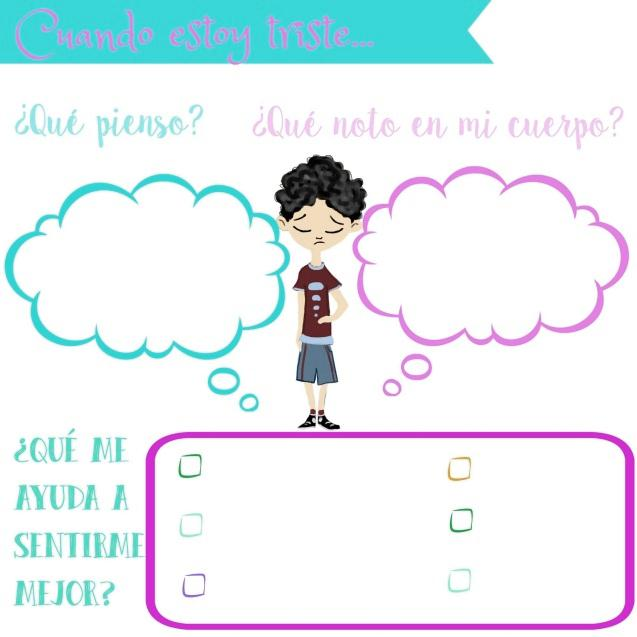 Cuando estoy triste...
¿Qué pienso?
¿Qué noto en mi cuerpo?
¿QUÉ ME
AYUDA A
SENTIRME
MEJOR?